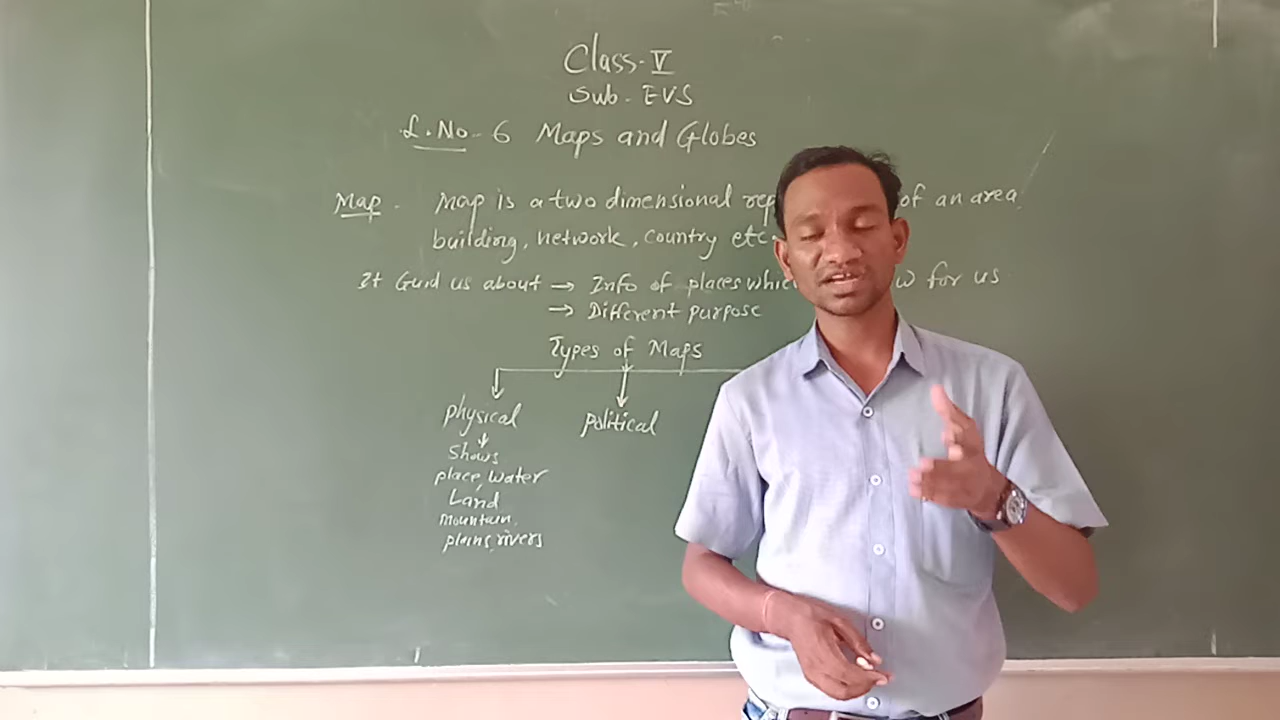 Class-V
Sub- EVS
L.No- 6 Maps and Globes
Map - Map is a two dimensional rep of an area
building, network, country etc.
It Guid us about → Info of places whic w for us
→ Different purpose
Types of Maps
physical political
Shows
place, water
Land
mountain,
plains, rivers